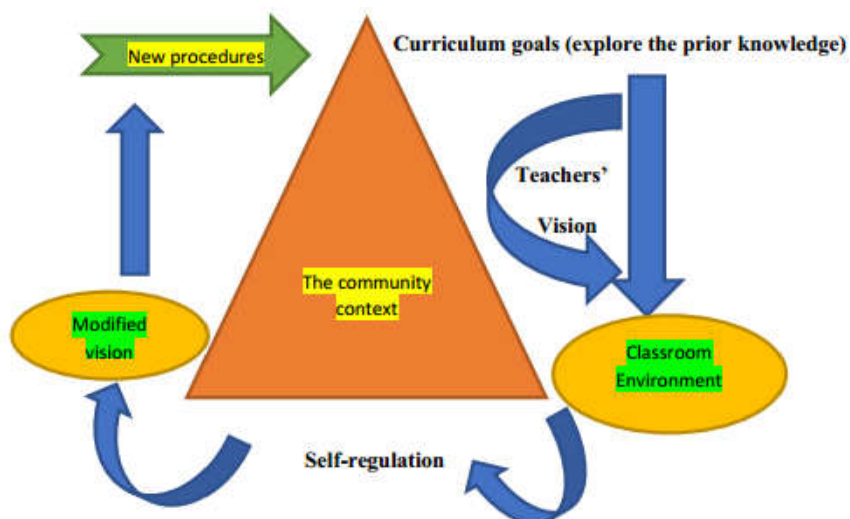 New procedures
Curriculum goals (explore the prior knowledge)
Teachers’
Vision
The community
context
Modified
vision
Classroom
Environment
Self-regulation